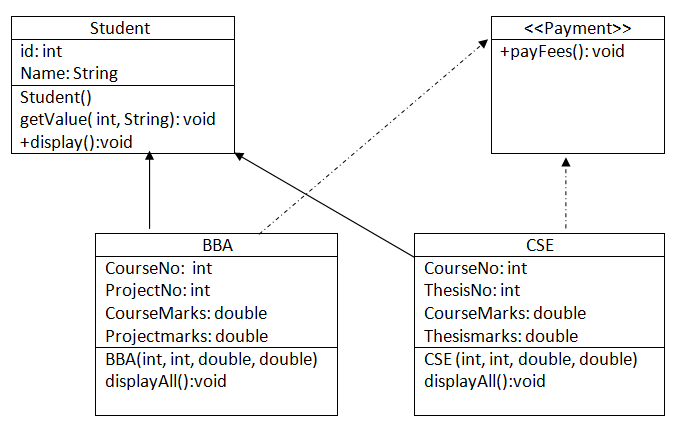 Student
id: int
Name: String
Student()
getValue( int, String): void
+display():void
<<Payment>>
+payFees(): void
BBA
CourseNo:  int
ProjectNo: int
CourseMarks: double
Projectmarks: double
BBA(int, int, double, double)
displayAll():void
CSE
CourseNo: int
ThesisNo: int
CourseMarks: double
Thesismarks: double
CSE (int, int, double, double)
displayAll():void